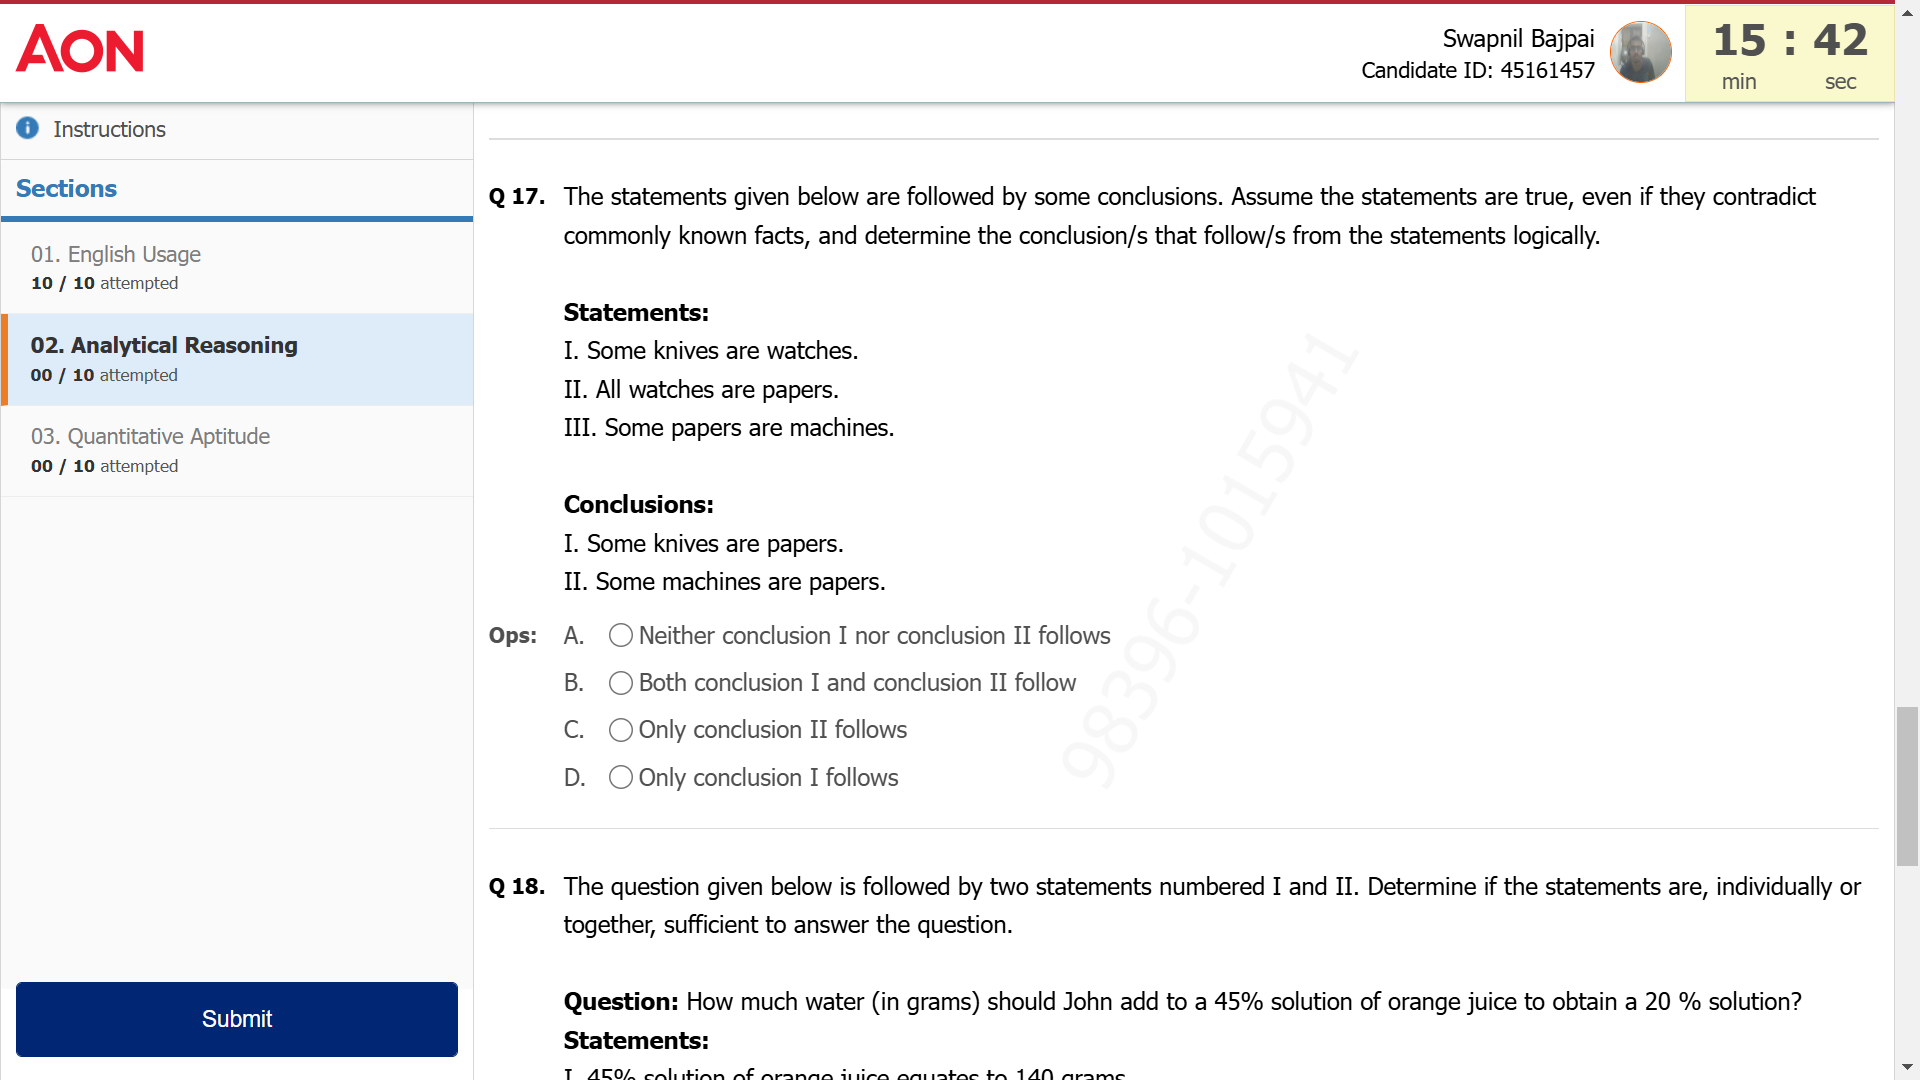 AON
Swapnil Bajpai
Candidate ID: 45161457
15 : 42
min sec
Instructions
Sections
01. English Usage
10 / 10 attempted
02. Analytical Reasoning
00 / 10 attempted
03. Quantitative Aptitude
00 / 10 attempted
Submit
Q 17. The statements given below are followed by some conclusions. Assume the statements are true, even if they contradict
commonly known facts, and determine the conclusion/s that follow/s from the statements logically.
Statements:
I. Some knives are watches.
II. All watches are papers.
III. Some papers are machines.
Conclusions:
I. Some knives are papers.
II. Some machines are papers.
Ops: A. Neither conclusion I nor conclusion II follows
B. Both conclusion I and conclusion II follow
C. Only conclusion II follows
D. Only conclusion I follows
98396-1015941
Q 18. The question given below is followed by two statements numbered I and II. Determine if the statements are, individually or
together, sufficient to answer the question.
Question: How much water (in grams) should John add to a 45% solution of orange juice to obtain a 20 % solution?
Statements:
I. 45% solution of orange juice equates to 140 grams